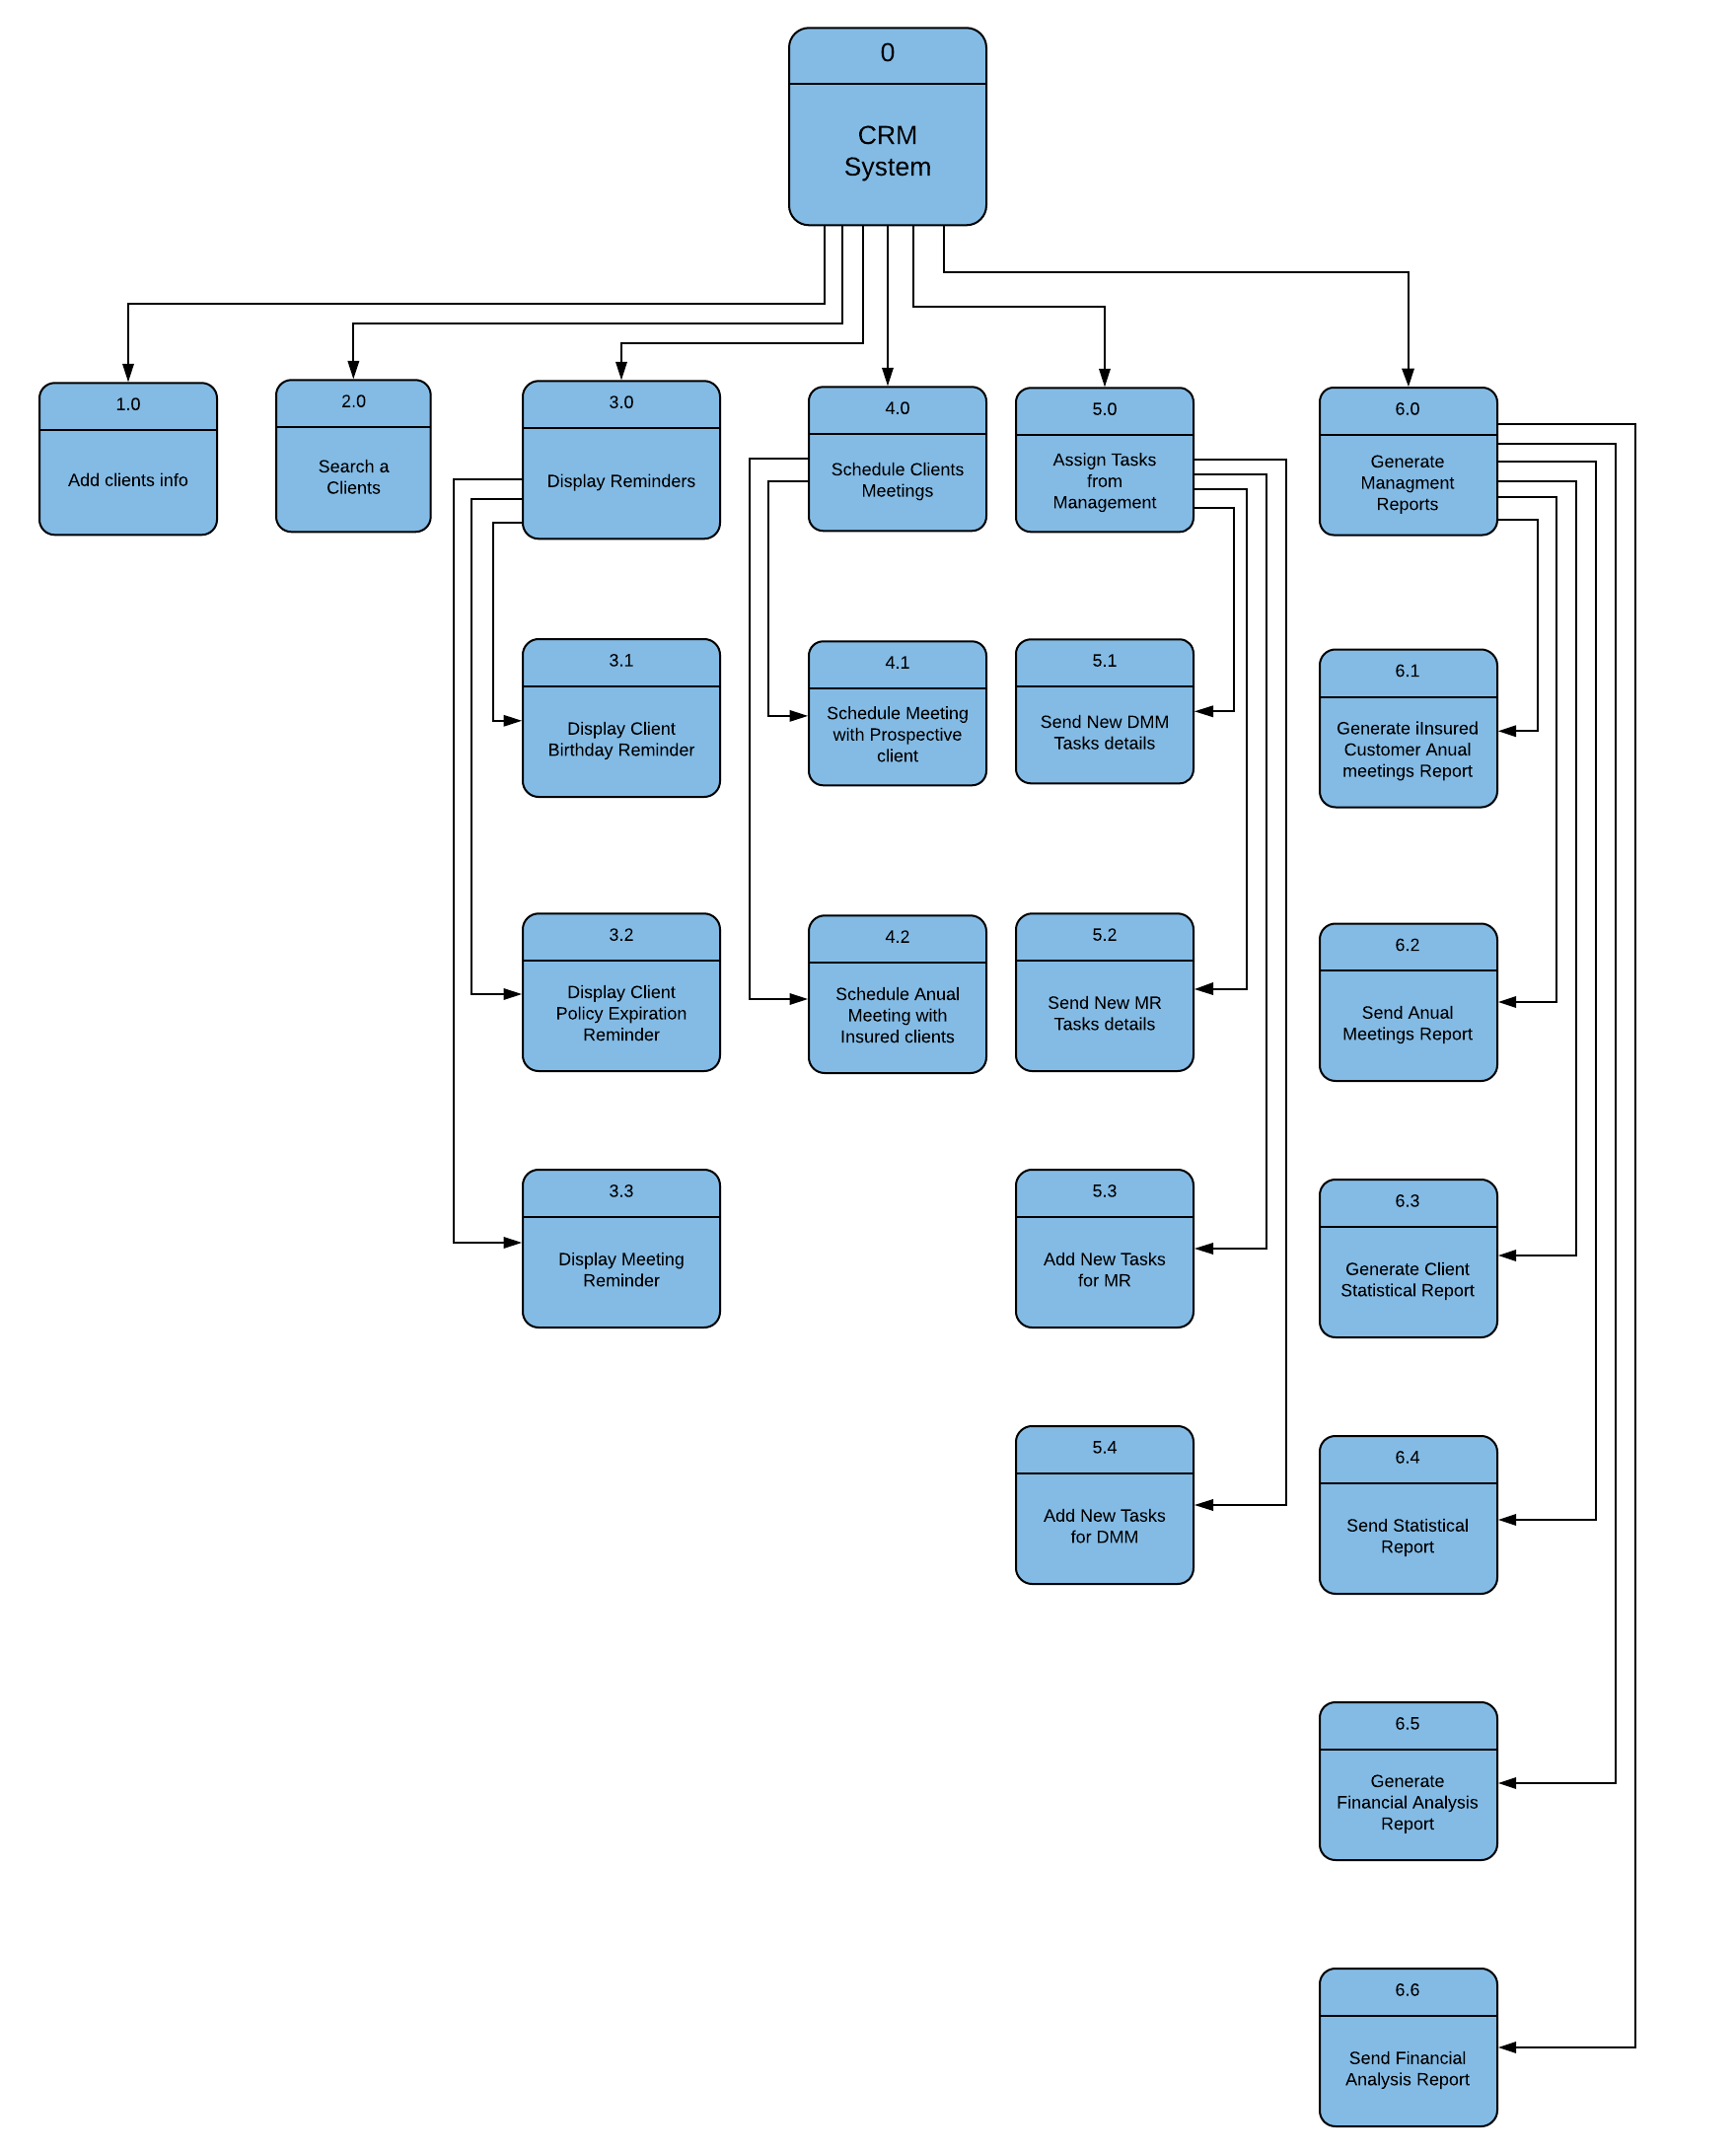 0
CRM
System
1.0
Add clients info
2.0
Search a
Clients
3.0
Display Reminders
4.0
Schedule Clients
Meetings
5.0
Assign Tasks
from
Management
6.0
Generate
Managment
Reports
3.1
Display Client
Birthday Reminder
4.1
Schedule Meeting
with Prospective
client
5.1
Send New DMM
Tasks details
6.1
Generate iInsured
Customer Anual
meetings Report
3.2
Display Client
Policy Expiration
Reminder
4.2
Schedule Anual
Meeting with
Insured clients
5.2
Send New MR
Tasks details
6.2
Send Anual
Meetings Report
3.3
Display Meeting
Reminder
5.3
Add New Tasks
for MR
6.3
Generate Client
Statistical Report
5.4
Add New Tasks
for DMM
6.4
Send Statistical
Report
6.5
Generate
Financial Analysis
Report
6.6
Send Financial
Analysis Report